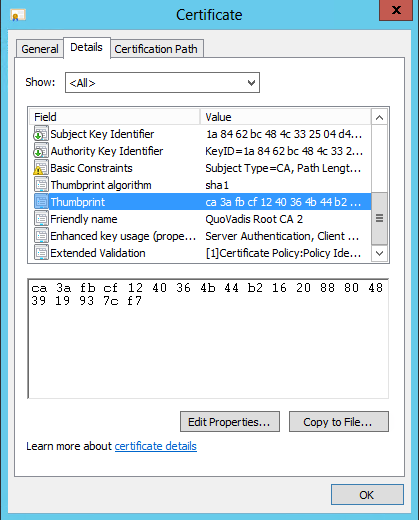 Certificate
x
General Details Certification Path
Show: <All>
Field Value
Subject Key Identifier 1a 84 62 bc 48 4c 33 25 04 d4...
Authority Key Identifier KeyID=1a 84 62 bc 48 4c 33 2...
Basic Constraints Subject Type=CA, Path Lengt...
Thumbprint algorithm sha1
Thumbprint ca 3a fb cf 12 40 36 4b 44 b2 ...
Friendly name QuoVadis Root CA 2
Enhanced key usage (prope... Server Authentication, Client ...
Extended Validation [1]Certificate Policy:Policy Ide...
ca 3a fb cf 12 40 36 4b 44 b2 16 20 88 80 48
39 19 93 7c f7
Edit Properties... Copy to File...
Learn more about certificate details
OK